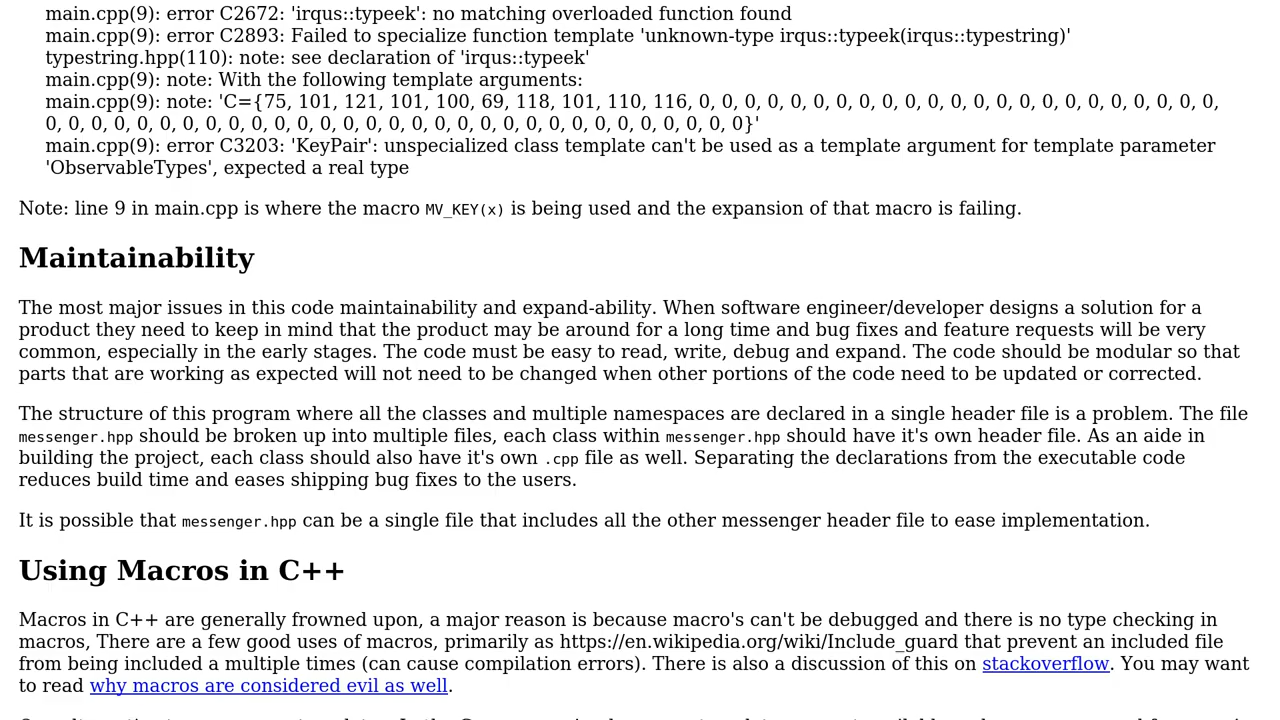 main.cpp(9): error C2672: 'irqus::typeek': no matching overloaded function found
main.cpp(9): error C2893: Failed to specialize function template 'unknown-type irqus::typeek(irqus::typestring)'
typestring.hpp(110): note: see declaration of 'irqus::typeek'
main.cpp(9): note: With the following template arguments:
main.cpp(9): note: 'C={75, 101, 121, 101, 100, 69, 118, 101, 110, 116, 0, 0, 0, 0, 0, 0, 0, 0, 0, 0, 0, 0, 0, 0, 0, 0, 0, 0, 0, 0, 0, 0, 0,
0, 0, 0, 0, 0, 0, 0, 0, 0, 0, 0, 0, 0, 0, 0, 0, 0, 0, 0, 0, 0, 0, 0, 0, 0, 0, 0, 0, 0, 0, 0}'
main.cpp(9): error C3203: 'KeyPair': unspecialized class template can't be used as a template argument for template parameter
'ObservableTypes', expected a real type
Note: line 9 in main.cpp is where the macro MV_KEY(x) is being used and the expansion of that macro is failing.
Maintainability
The most major issues in this code maintainability and expand-ability. When software engineer/developer designs a solution for a
product they need to keep in mind that the product may be around for a long time and bug fixes and feature requests will be very
common, especially in the early stages. The code must be easy to read, write, debug and expand. The code should be modular so that
parts that are working as expected will not need to be changed when other portions of the code need to be updated or corrected.
The structure of this program where all the classes and multiple namespaces are declared in a single header file is a problem. The file
messenger.hpp should be broken up into multiple files, each class within messenger.hpp should have it's own header file. As an aide in
building the project, each class should also have it's own .cpp file as well. Separating the declarations from the executable code
reduces build time and eases shipping bug fixes to the users.
It is possible that messenger.hpp can be a single file that includes all the other messenger header file to ease implementation.
Using Macros in C++
Macros in C++ are generally frowned upon, a major reason is because macro's can't be debugged and there is no type checking in
macros, There are a few good uses of macros, primarily as https://en.wikipedia.org/wiki/Include_guard that prevent an included file
from being included a multiple times (can cause compilation errors). There is also a discussion of this on stackoverflow. You may want
to read why macros are considered evil as well.